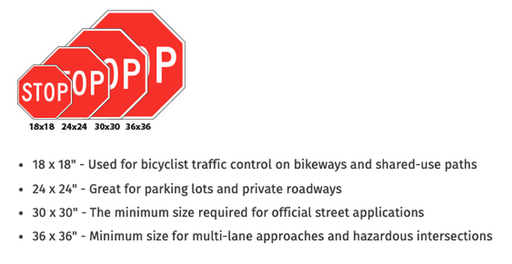 STOP
TOP
OP
P
18x18 24x24 30x30 36x36
• 18 x 18" - Used for bicyclist traffic control on bikeways and shared-use paths
• 24 x 24" - Great for parking lots and private roadways
• 30 x 30" - The minimum size required for official street applications
• 36 x 36" - Minimum size for multi-lane approaches and hazardous intersections